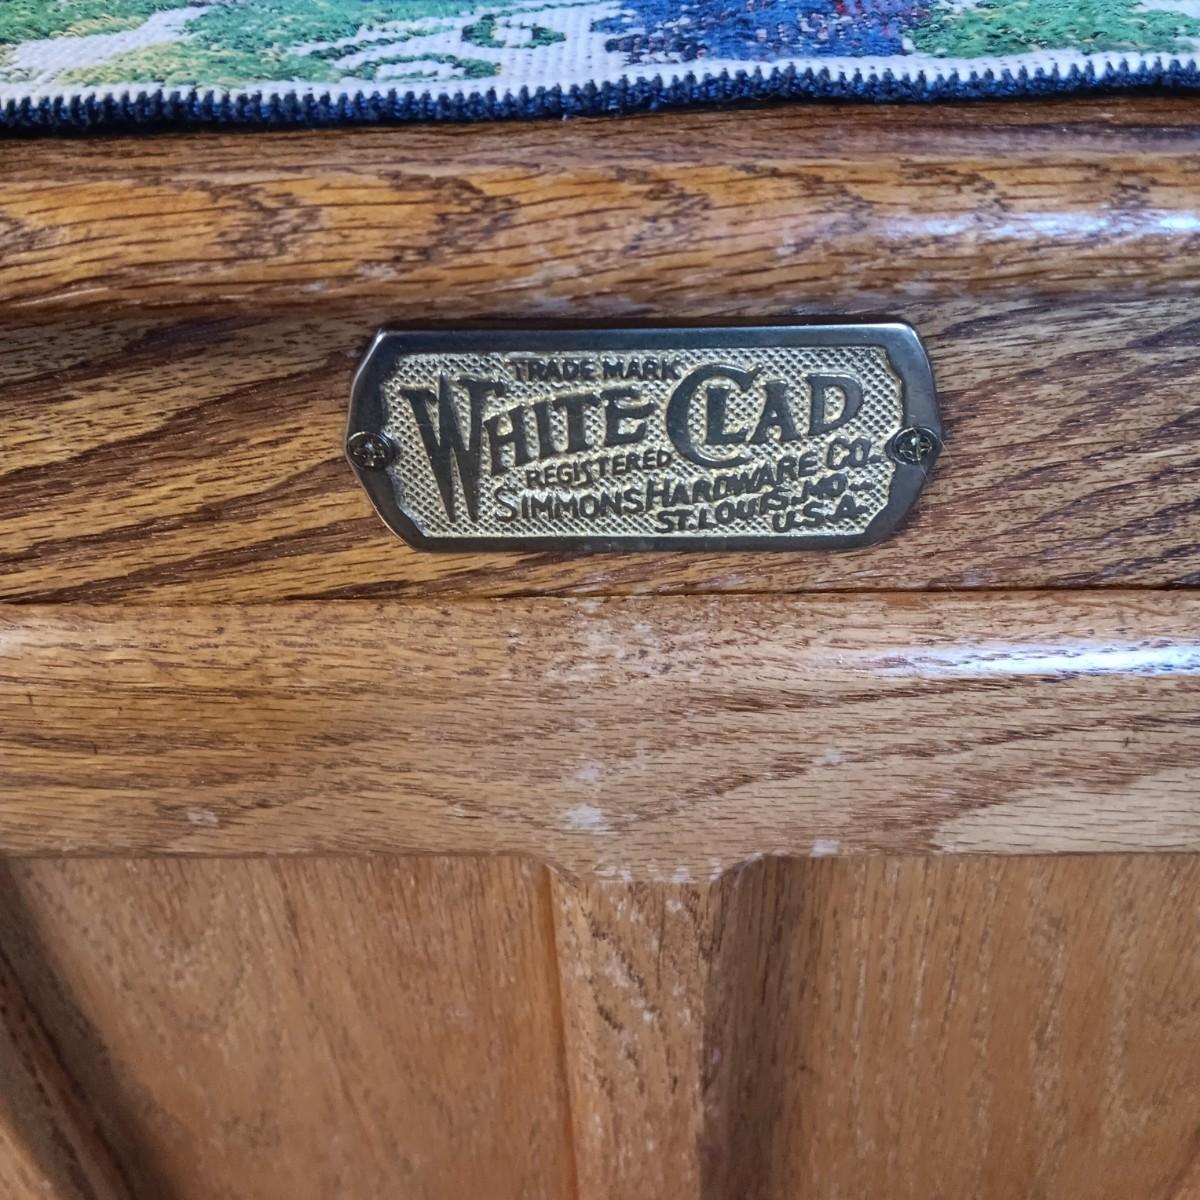 TRADE MARK
WHITE CLAD
REGISTERED
SIMMONS HARDWARE CO.
ST. LOUIS. MO.
U.S.A.